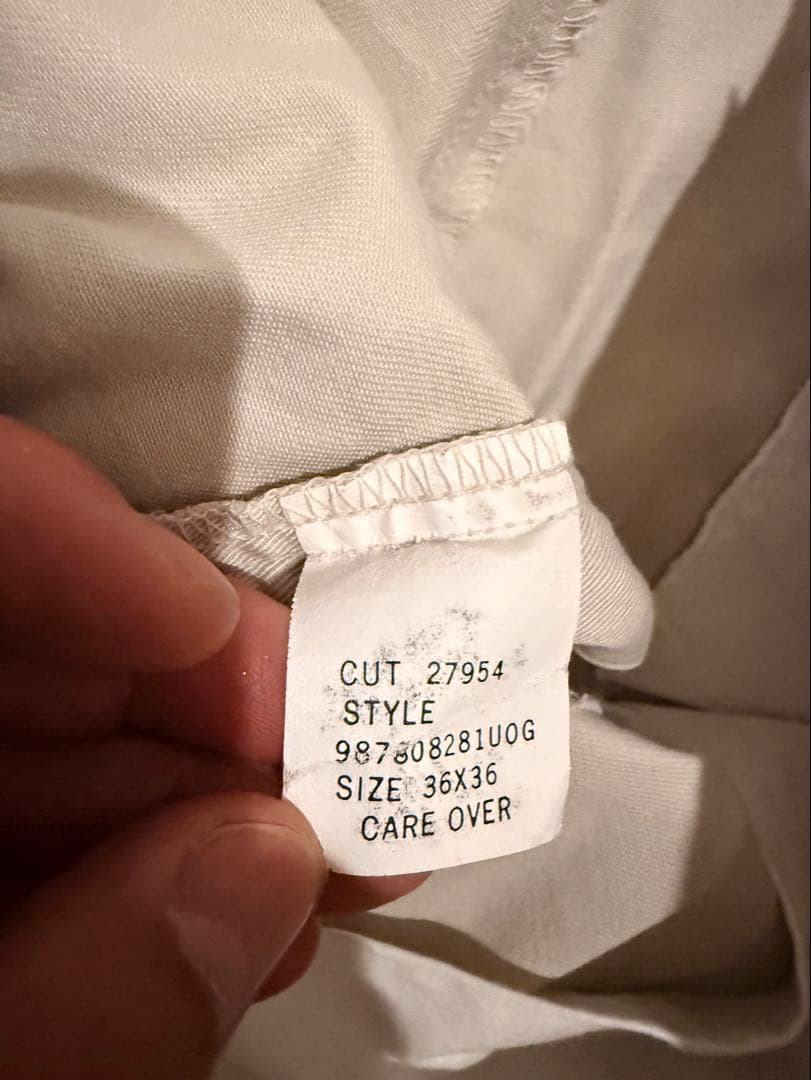 CUT 27954
STYLE
987808281UOG
SIZE 36X36
CARE OVER